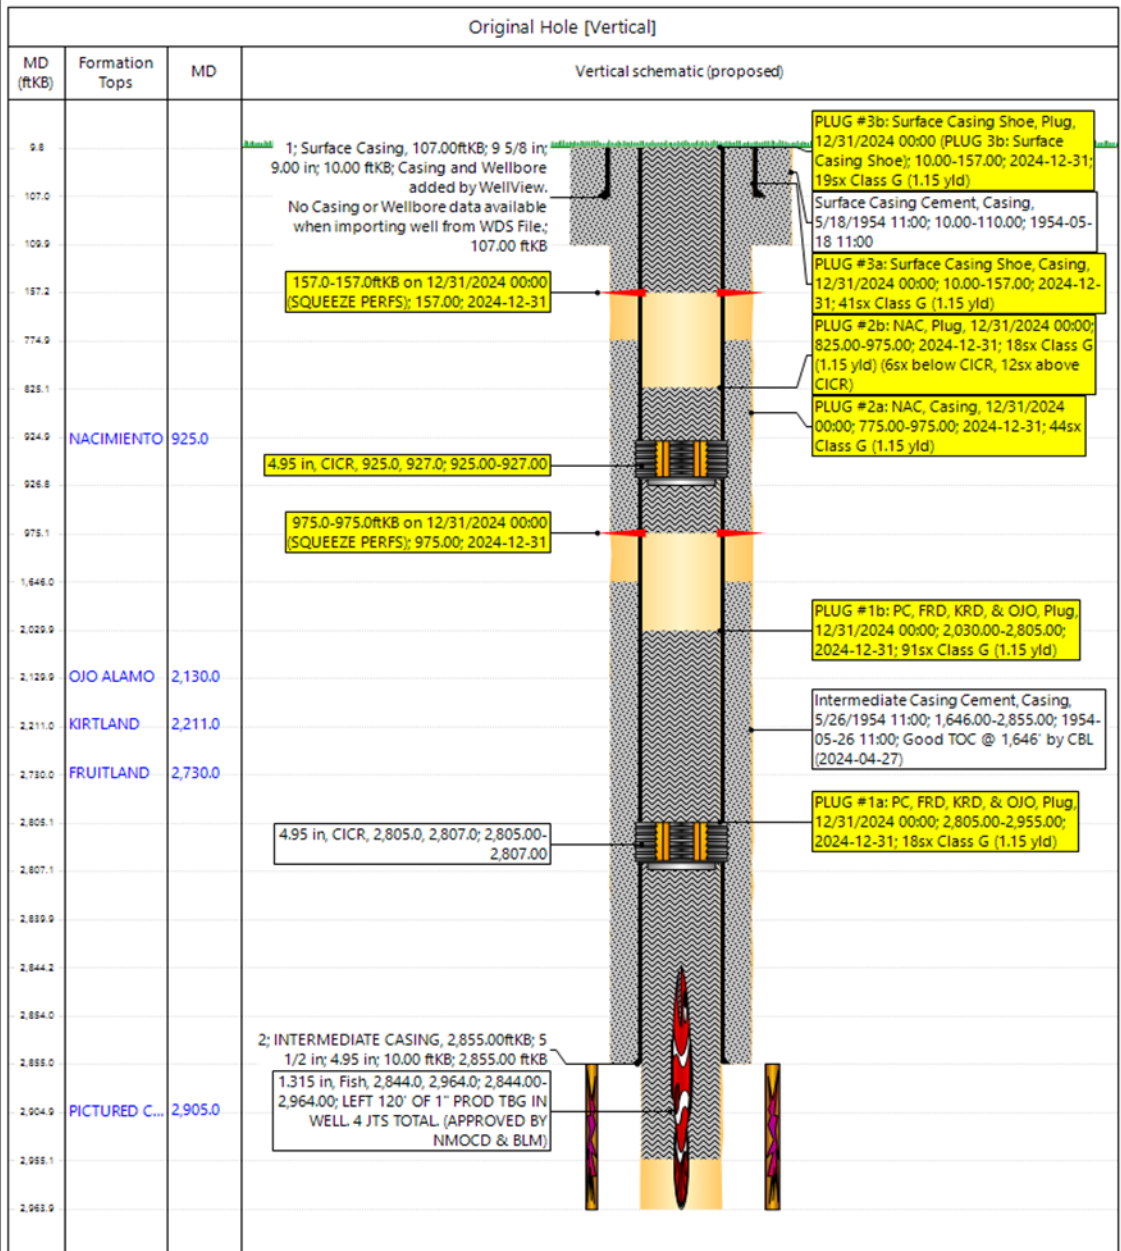 Original Hole [Vertical]
MD
(ftKB)
Formation
Tops
MD
Vertical schematic (proposed)
9.8
107.0
109.9
157.2
774.9
825.1
924.9
926.8
975.1
1,646.0
2,029.9
2,129.9
2,211.0
2,730.0
2,805.1
2,807.1
2,839.9
2,844.2
2,854.0
2,855.0
2,904.9
2,955.1
2,963.9
NACIMIENTO 925.0
OJO ALAMO 2,130.0
KIRTLAND 2,211.0
FRUITLAND 2,730.0
PICTURED C... 2,905.0
1; Surface Casing, 107.00ftKB; 9 5/8 in;
9.00 in; 10.00 ftKB; Casing and Wellbore
added by WellView.
No Casing or Wellbore data available
when importing well from WDS File.;
107.00 ftKB
157.0-157.0ftKB on 12/31/2024 00:00
(SQUEEZE PERFS); 157.00; 2024-12-31
4.95 in, CICR, 925.0, 927.0; 925.00-927.00
975.0-975.0ftKB on 12/31/2024 00:00
(SQUEEZE PERFS); 975.00; 2024-12-31
4.95 in, CICR, 2,805.0, 2,807.0; 2,805.00-
2,807.00
2; INTERMEDIATE CASING, 2,855.00ftKB; 5
1/2 in; 4.95 in; 10.00 ftKB; 2,855.00 ftKB
1.315 in, Fish, 2,844.0, 2,964.0; 2,844.00-
2,964.00; LEFT 120' OF 1" PROD TBG IN
WELL. 4 JTS TOTAL. (APPROVED BY
NMOCD & BLM)
PLUG #3b: Surface Casing Shoe, Plug,
12/31/2024 00:00 (PLUG 3b: Surface
Casing Shoe); 10.00-157.00; 2024-12-31;
19sx Class G (1.15 yld)
Surface Casing Cement, Casing,
5/18/1954 11:00; 10.00-110.00; 1954-05-
18 11:00
PLUG #3a: Surface Casing Shoe, Casing,
12/31/2024 00:00; 10.00-157.00; 2024-12-
31; 41sx Class G (1.15 yld)
PLUG #2b: NAC, Plug, 12/31/2024 00:00;
825.00-975.00; 2024-12-31; 18sx Class G
(1.15 yld) (6sx below CICR, 12sx above
CICR)
PLUG #2a: NAC, Casing, 12/31/2024
00:00; 775.00-975.00; 2024-12-31; 44sx
Class G (1.15 yld)
PLUG #1b: PC, FRD, KRD, & OJO, Plug,
12/31/2024 00:00; 2,030.00-2,805.00;
2024-12-31; 91sx Class G (1.15 yld)
Intermediate Casing Cement, Casing,
5/26/1954 11:00; 1,646.00-2,855.00; 1954-
05-26 11:00; Good TOC @ 1,646' by CBL
(2024-04-27)
PLUG #1a: PC, FRD, KRD, & OJO, Plug,
12/31/2024 00:00; 2,805.00-2,955.00;
2024-12-31; 18sx Class G (1.15 yld)